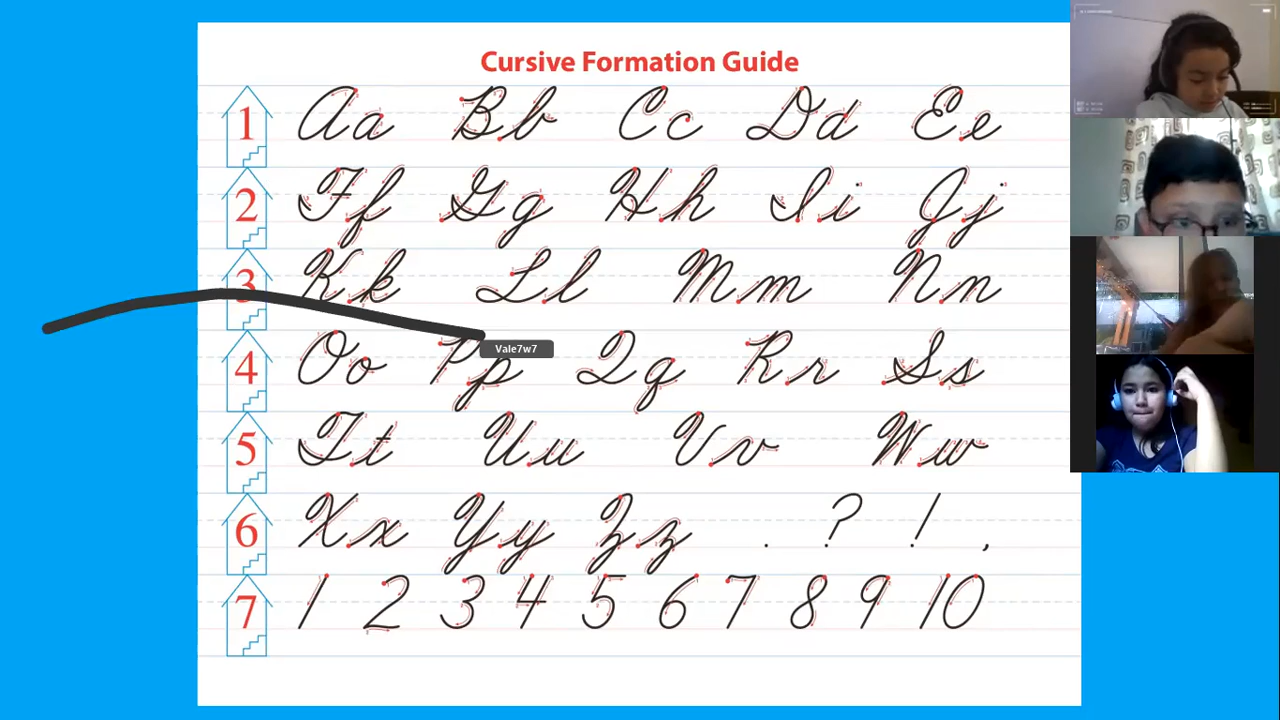 Cursive Formation Guide
1 Aa Bb Cc Dd Ee
2 Ff Gg Hh Ii Jj
3 Kk Ll Mm Nn
Vale7w7
4 Oo Pp Qq Rr Ss
5 Tt Uu Vv Ww
6 Xx Yy Zz . ? ! ,
7 1 2 3 4 5 6 7 8 9 10